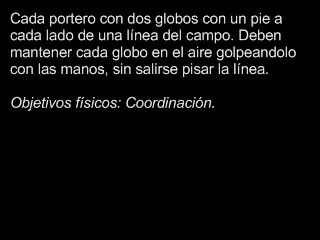 Cada portero con dos globos con un pie a
cada lado de una línea del campo. Deben
mantener cada globo en el aire golpeandolo
con las manos, sin salirse pisar la línea.
Objetivos físicos: Coordinación.